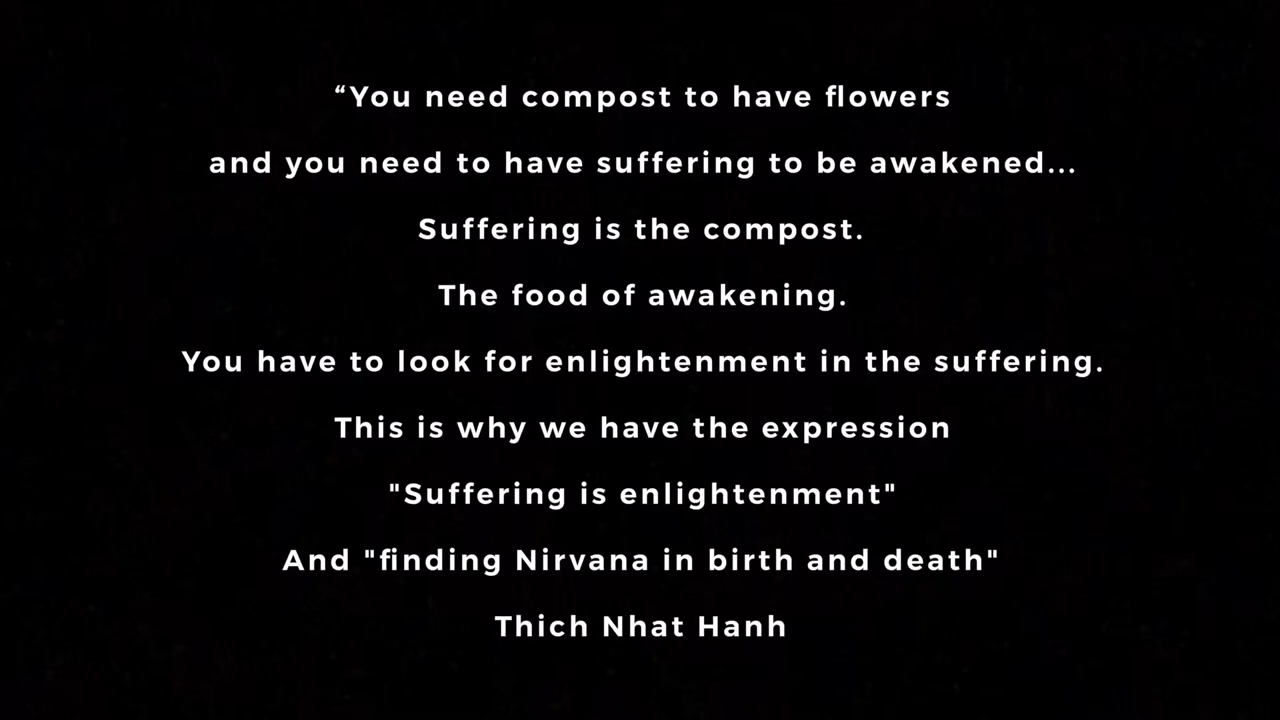 “You need compost to have flowers
and you need to have suffering to be awakened...
Suffering is the compost.
The food of awakening.
You have to look for enlightenment in the suffering.
This is why we have the expression
"Suffering is enlightenment"
And "finding Nirvana in birth and death"
Thich Nhat Hanh